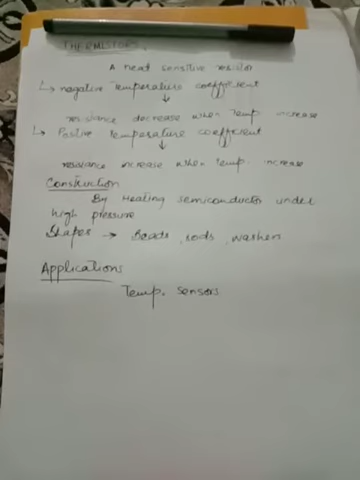 THERMISTORS.
A heat sensitive resistor
↳ negative temperature coefficient
↓
resistance decrease when temp increase
↳ Positive temperature coefficient
↓
resistance increase when temp. increase
Construction
By Heating semiconductor under
high pressure
Shapes → Beads, rods, washers
Applications
Temp. sensors